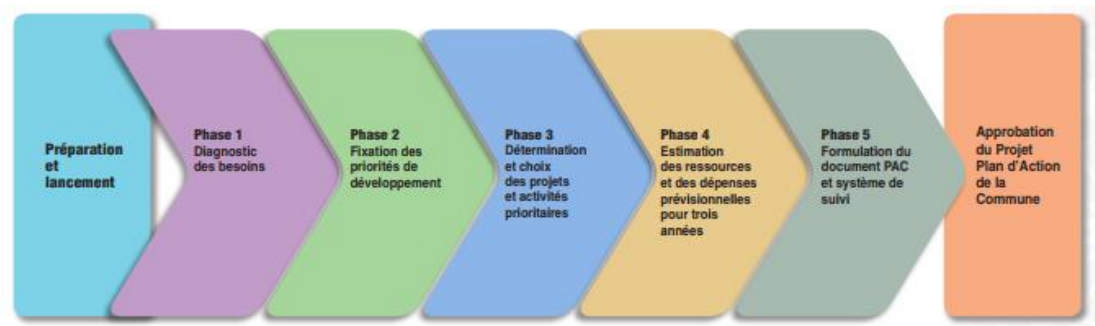 Préparation
et
lancement
Phase 1
Diagnostic
des besoins
Phase 2
Fixation des
priorités de
développement
Phase 3
Détermination
et choix
des projets
et activités
prioritaires
Phase 4
Estimation
des ressources
et des dépenses
prévisionnelles
pour trois
années
Phase 5
Formulation du
document PAC
et système de
suivi
Approbation
du Projet
Plan d'Action
de la
Commune